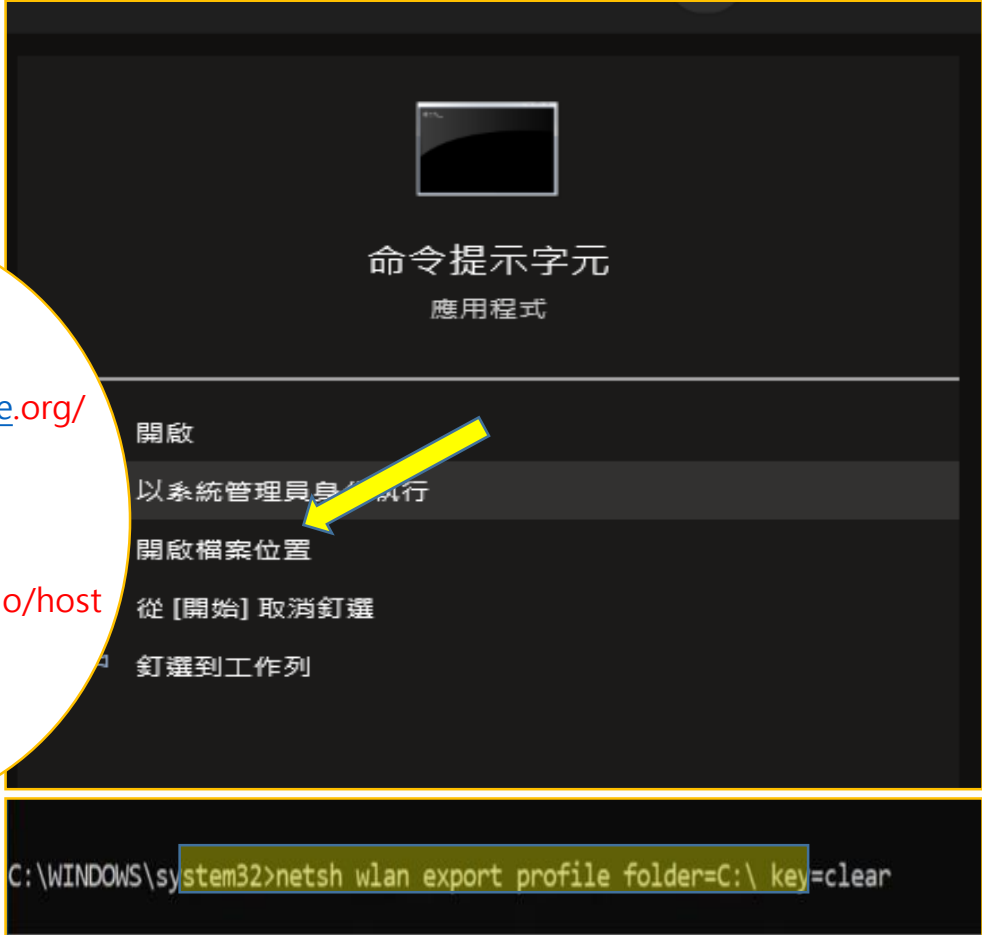 命令提示字元
應用程式
e.org/
開啟
以系統管理員身 執行
開啟檔案位置
o/host
從 [開始] 取消釘選
釘選到工作列
C:\WINDOWS\system32>netsh wlan export profile folder=C:\ key=clear